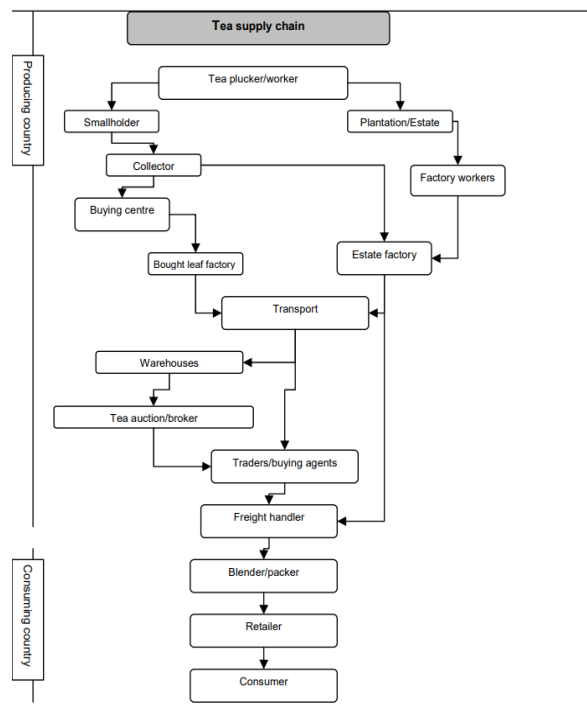 Tea supply chain
Producing country
Tea plucker/worker
Smallholder
Plantation/Estate
Collector
Factory workers
Buying centre
Estate factory
Bought leaf factory
Transport
Warehouses
Tea auction/broker
Traders/buying agents
Freight handler
Consuming country
Blender/packer
Retailer
Consumer